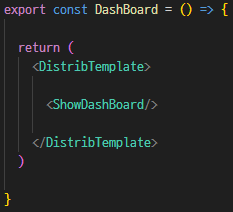 export const DashBoard = () => {
return (
<DistribTemplate>
<ShowDashBoard/>
</DistribTemplate>
)
}